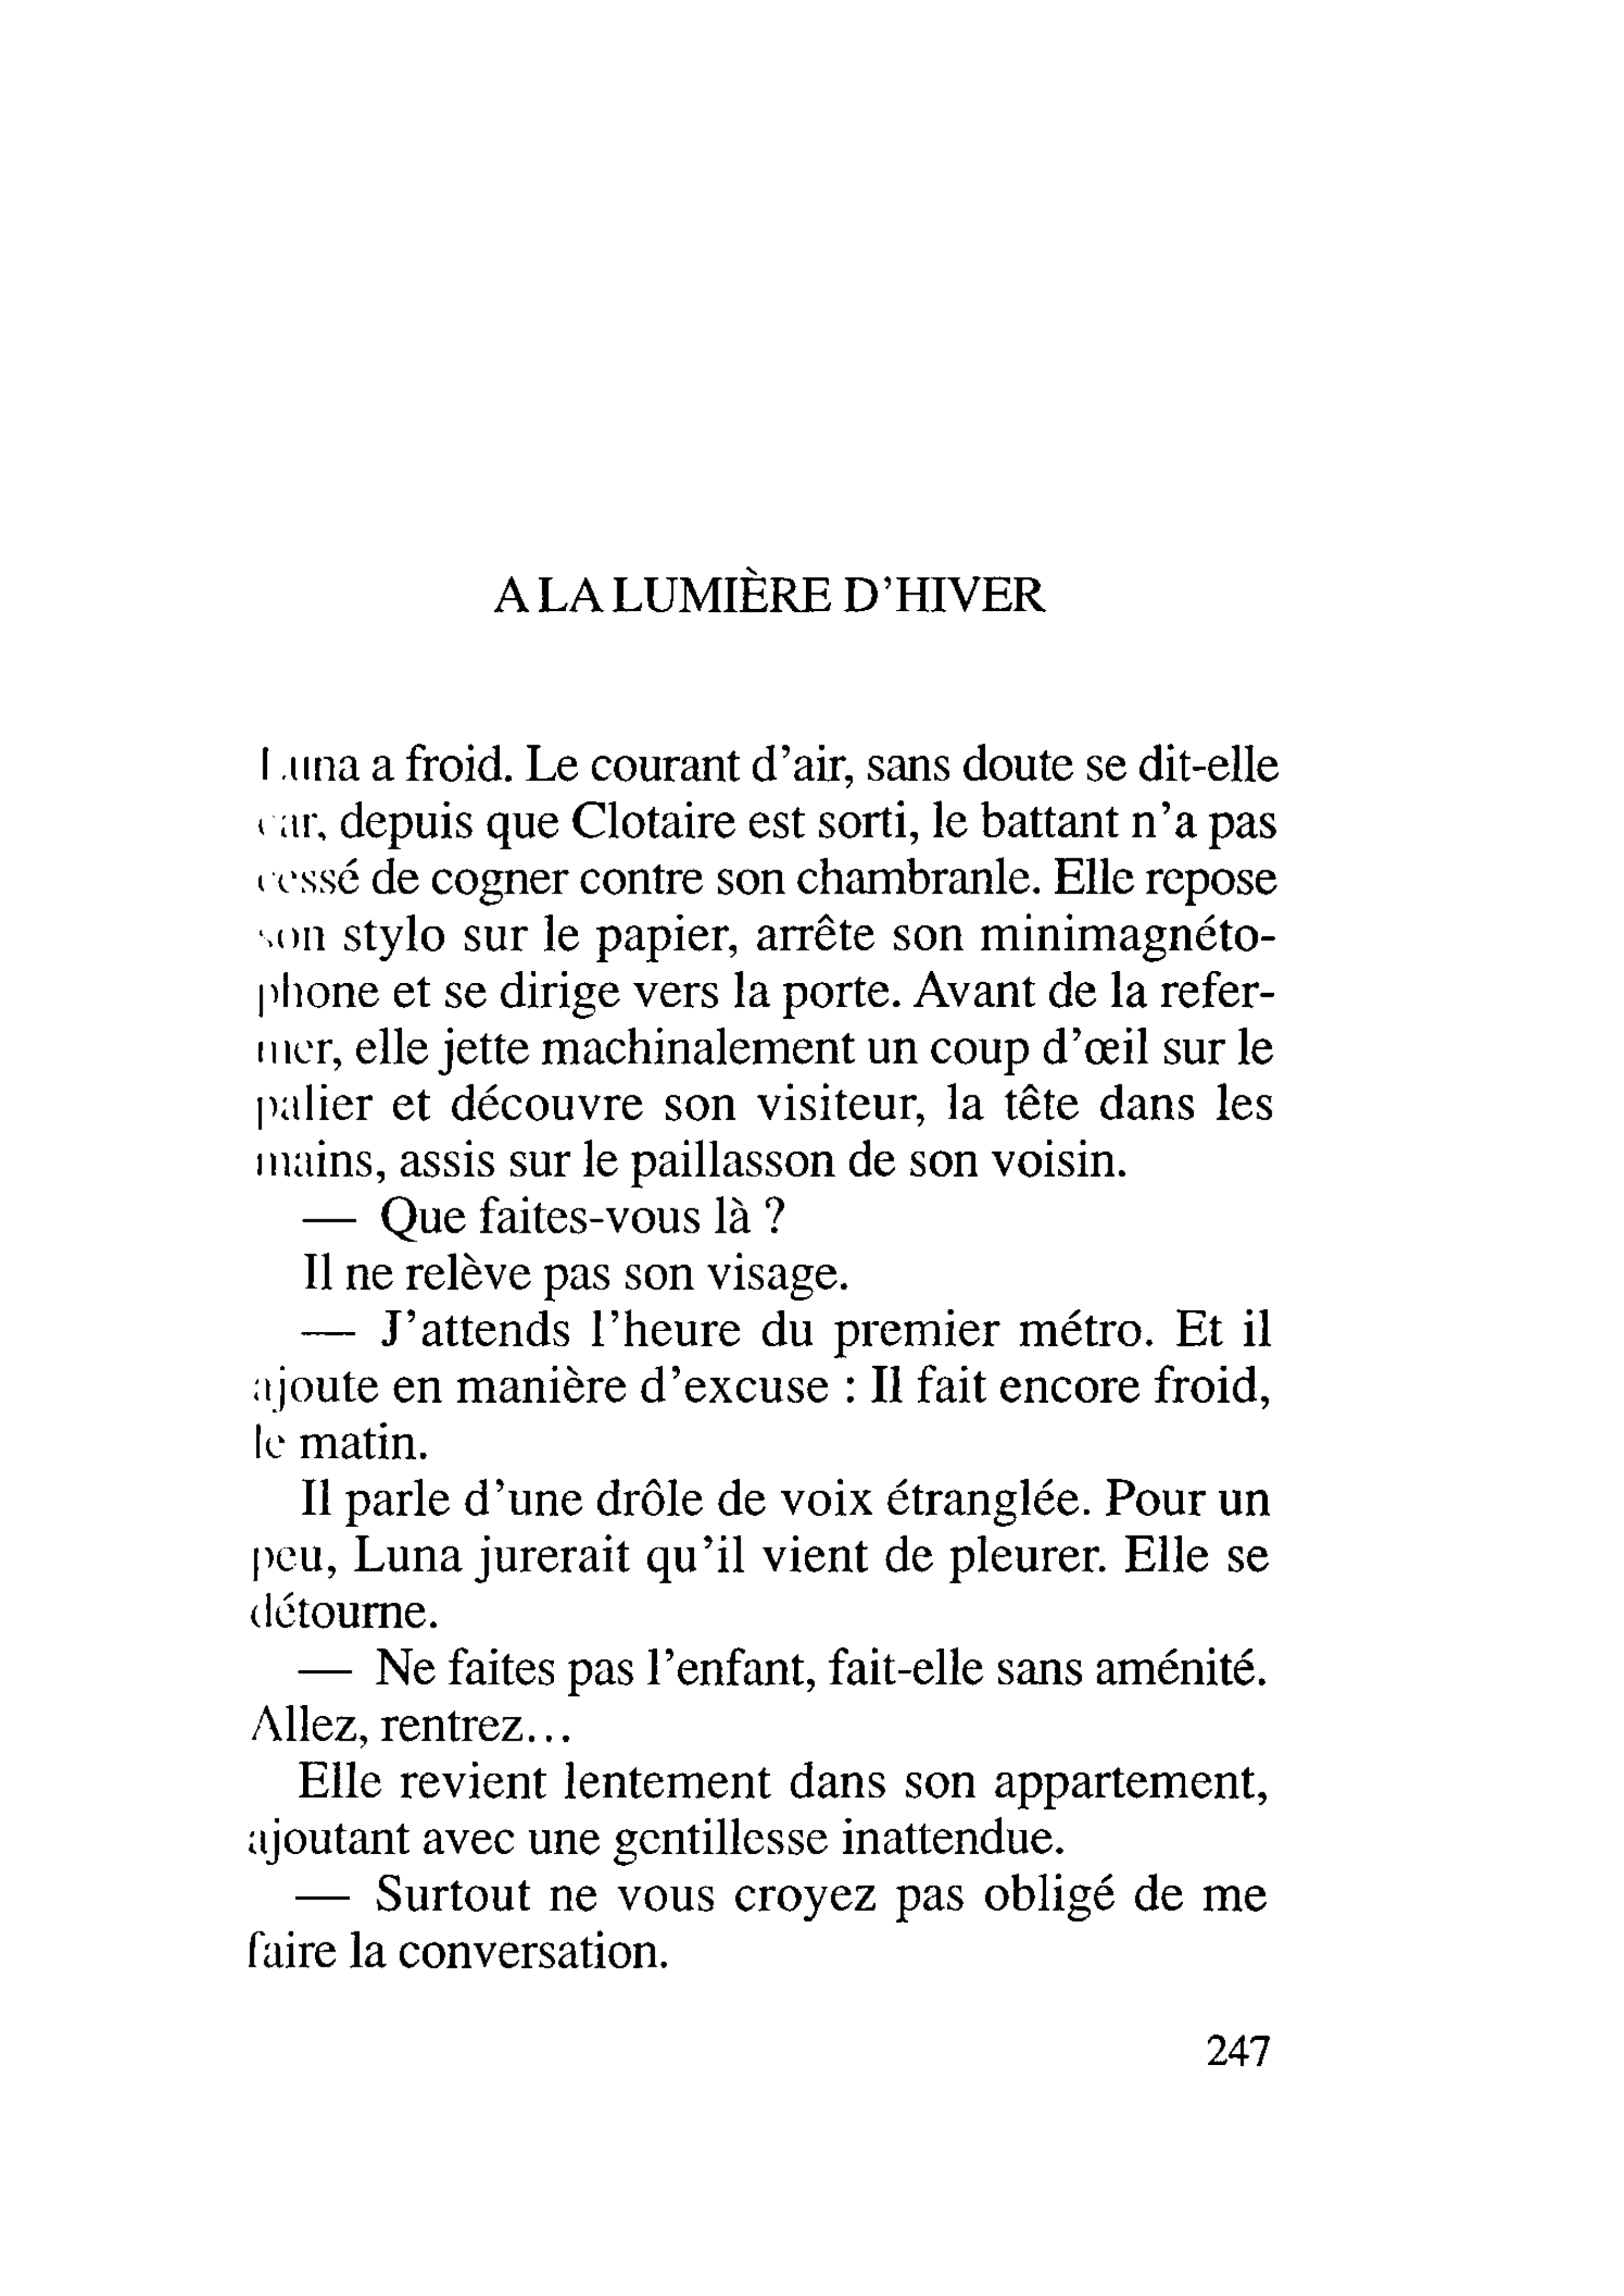 A LA LUMIÈRE D'HIVER
Luna a froid. Le courant d'air, sans doute se dit-elle
car, depuis que Clotaire est sorti, le battant n'a pas
cessé de cogner contre son chambranle. Elle repose
son stylo sur le papier, arrête son minimagnéto-
phone et se dirige vers la porte. Avant de la refer-
mer, elle jette machinalement un coup d'œil sur le
palier et découvre son visiteur, la tête dans les
mains, assis sur le paillasson de son voisin.
— Que faites-vous là ?
Il ne relève pas son visage.
— J'attends l'heure du premier métro. Et il
ajoute en manière d'excuse : Il fait encore froid,
le matin.
Il parle d'une drôle de voix étranglée. Pour un
peu, Luna jurerait qu'il vient de pleurer. Elle se
détourne.
— Ne faites pas l'enfant, fait-elle sans aménité.
Allez, rentrez...
Elle revient lentement dans son appartement,
ajoutant avec une gentillesse inattendue.
— Surtout ne vous croyez pas obligé de me
faire la conversation.
247